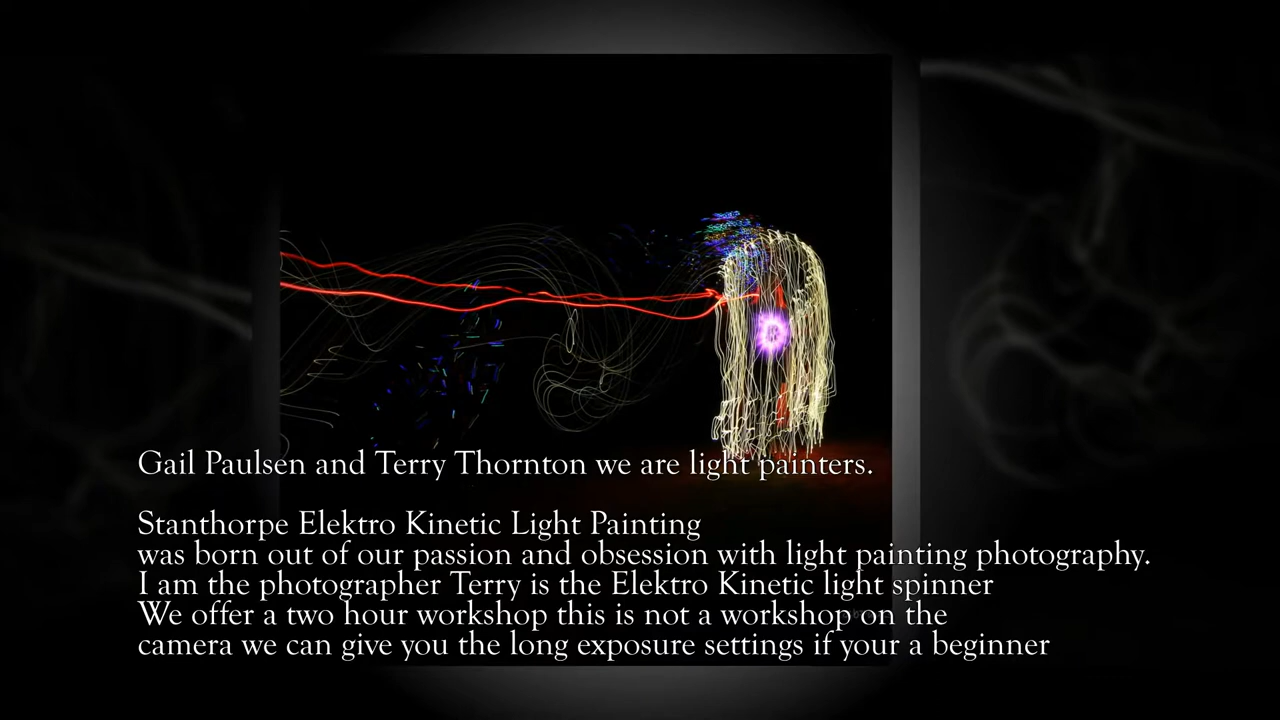 Gail Paulsen and Terry Thornton we are light painters.
Stanthorpe Elektro Kinetic Light Painting
was born out of our passion and obsession with light painting photography.
I am the photographer Terry is the Elektro Kinetic light spinner
We offer a two hour workshop this is not a workshop on the
camera we can give you the long exposure settings if your a beginner